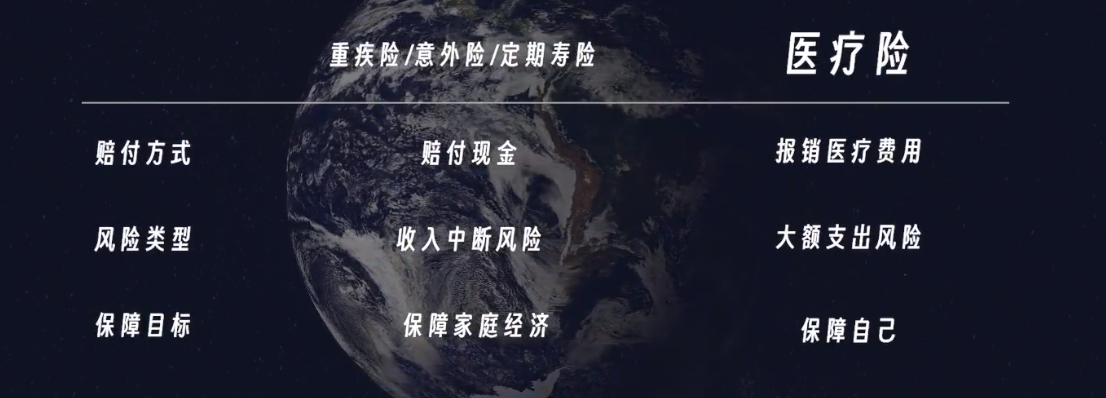 重疾险/意外险/定期寿险 医疗险
赔付方式 赔付现金 报销医疗费用
风险类型 收入中断风险 大额支出风险
保障目标 保障家庭经济 保障自己